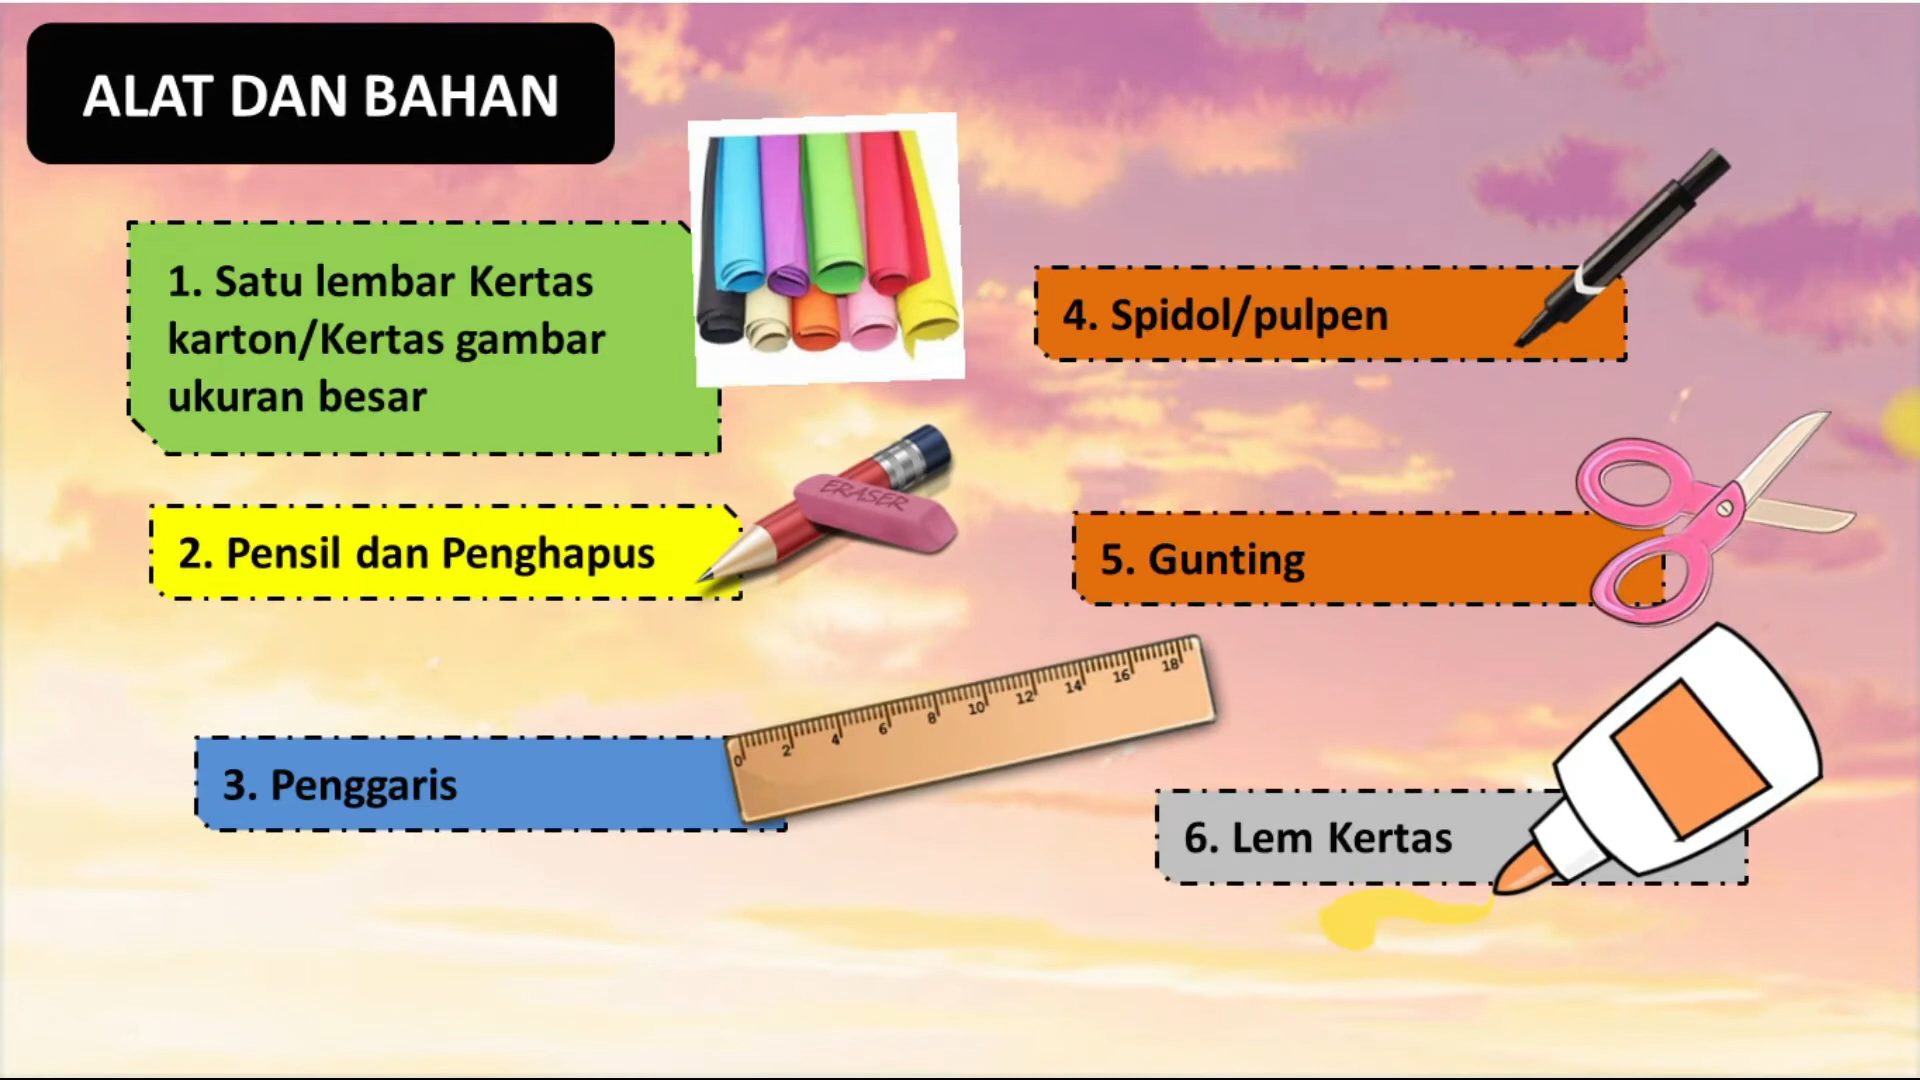 ALAT DAN BAHAN
1. Satu lembar Kertas
karton/Kertas gambar
ukuran besar
2. Pensil dan Penghapus
ERASER
3. Penggaris
0 2 4 6 8 10 12 14 16 18
4. Spidol/pulpen
5. Gunting
6. Lem Kertas